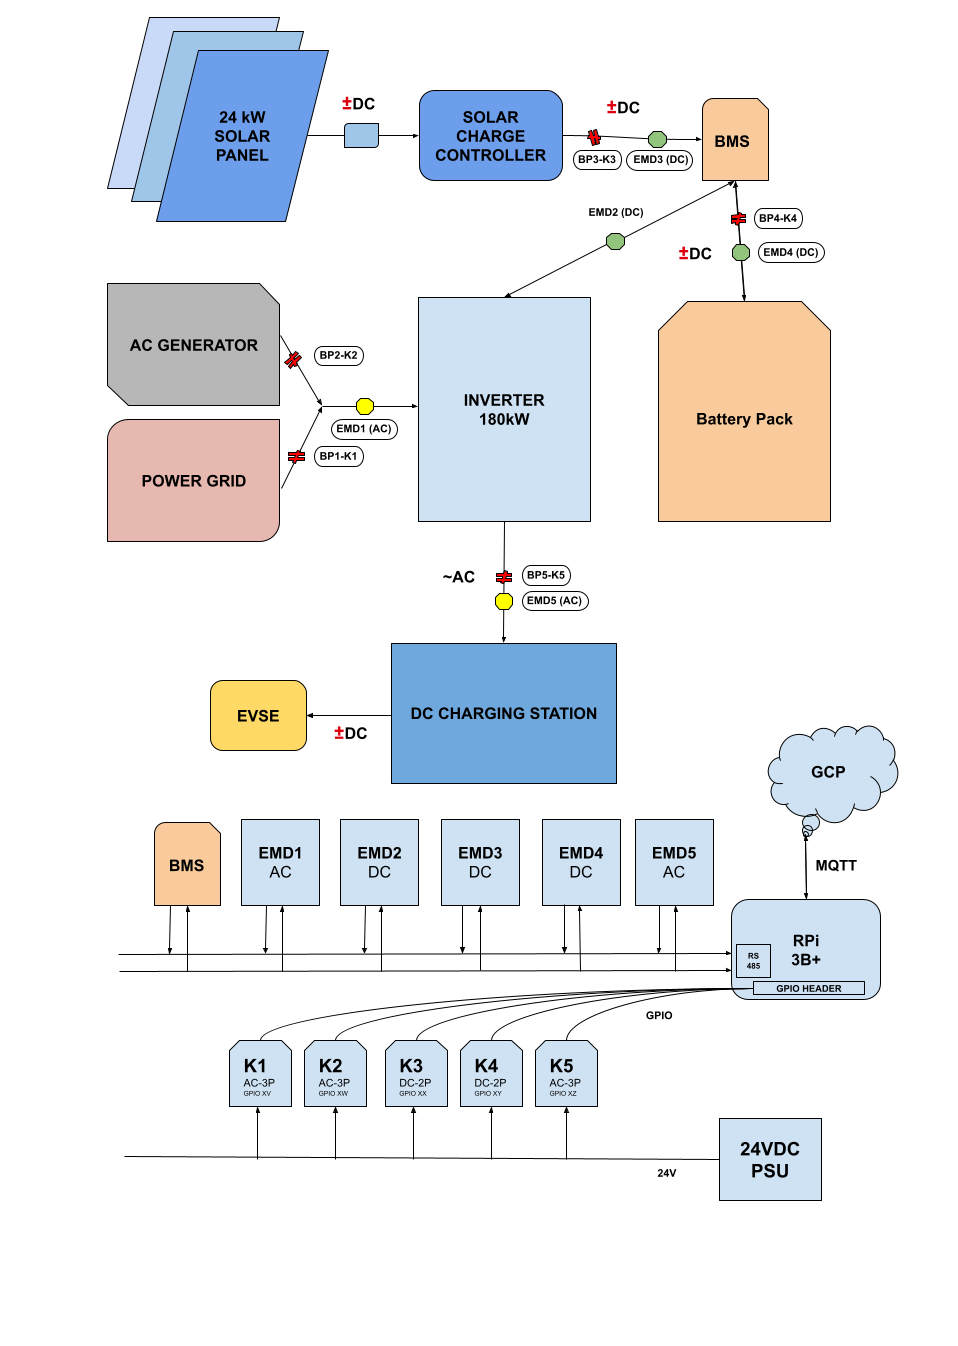 24 kW
SOLAR
PANEL
±DC
SOLAR
CHARGE
CONTROLLER
±DC
BP3-K3
EMD3 (DC)
BMS
EMD2 (DC)
BP4-K4
±DC
EMD4 (DC)
AC GENERATOR
BP2-K2
EMD1 (AC)
BP1-K1
POWER GRID
INVERTER
180kW
Battery Pack
~AC
BP5-K5
EMD5 (AC)
DC CHARGING STATION
EVSE
±DC
GCP
MQTT
BMS
EMD1
AC
EMD2
DC
EMD3
DC
EMD4
DC
EMD5
AC
RPi
3B+
RS
485
GPIO HEADER
GPIO
K1
AC-3P
GPIO XV
K2
AC-3P
GPIO XW
K3
DC-2P
GPIO XX
K4
DC-2P
GPIO XY
K5
AC-3P
GPIO XZ
24V
24VDC
PSU